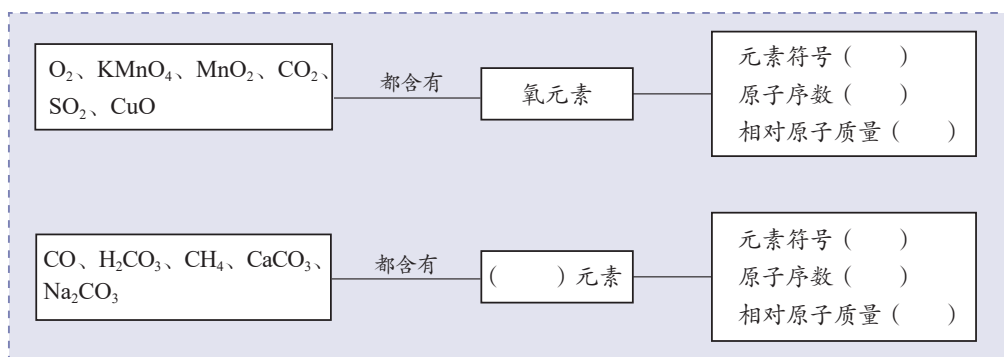 O₂、KMnO₄、MnO₂、CO₂、
SO₂、CuO
都含有
氧元素
元素符号（　　）
原子序数（　　）
相对原子质量（　　）
CO、H₂CO₃、CH₄、CaCO₃、
Na₂CO₃
都含有
（　　）元素
元素符号（　　）
原子序数（　　）
相对原子质量（　　）